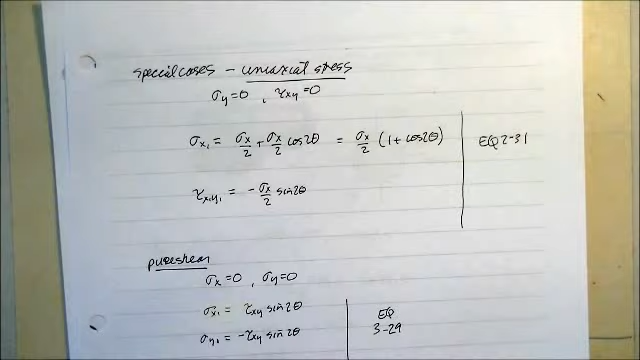 special cases - uniaxial stress
σy = 0 , τxy = 0
σx₁ = σx/2 + σx/2 cos2θ = σx/2 (1 + cos2θ) EQ 2-31
τx₁y₁ = -σx/2 sin2θ
pure shear
σx = 0 , σy = 0
σx₁ = τxy sin2θ EQ
σy₁ = -τxy sin2θ 3-29